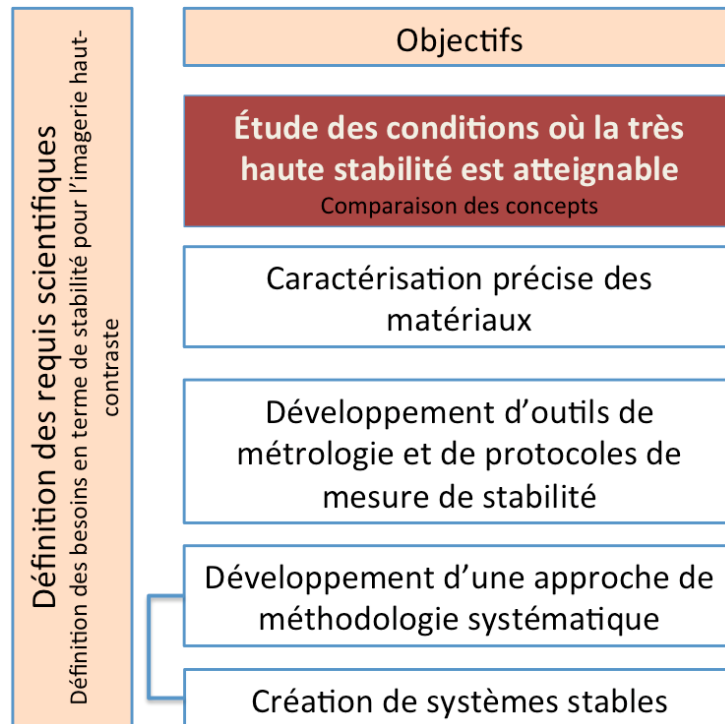 Définition des requis scientifiques
Définition des besoins en terme de stabilité pour l’imagerie haut-
contraste
Objectifs
Étude des conditions où la très
haute stabilité est atteignable
Comparaison des concepts
Caractérisation précise des
matériaux
Développement d’outils de
métrologie et de protocoles de
mesure de stabilité
Développement d’une approche de
méthodologie systématique
Création de systèmes stables